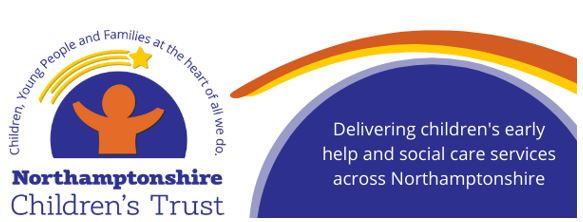 Children, Young People and Families at the heart of all we do.
Northamptonshire
Children's Trust
Delivering children's early
help and social care services
across Northamptonshire